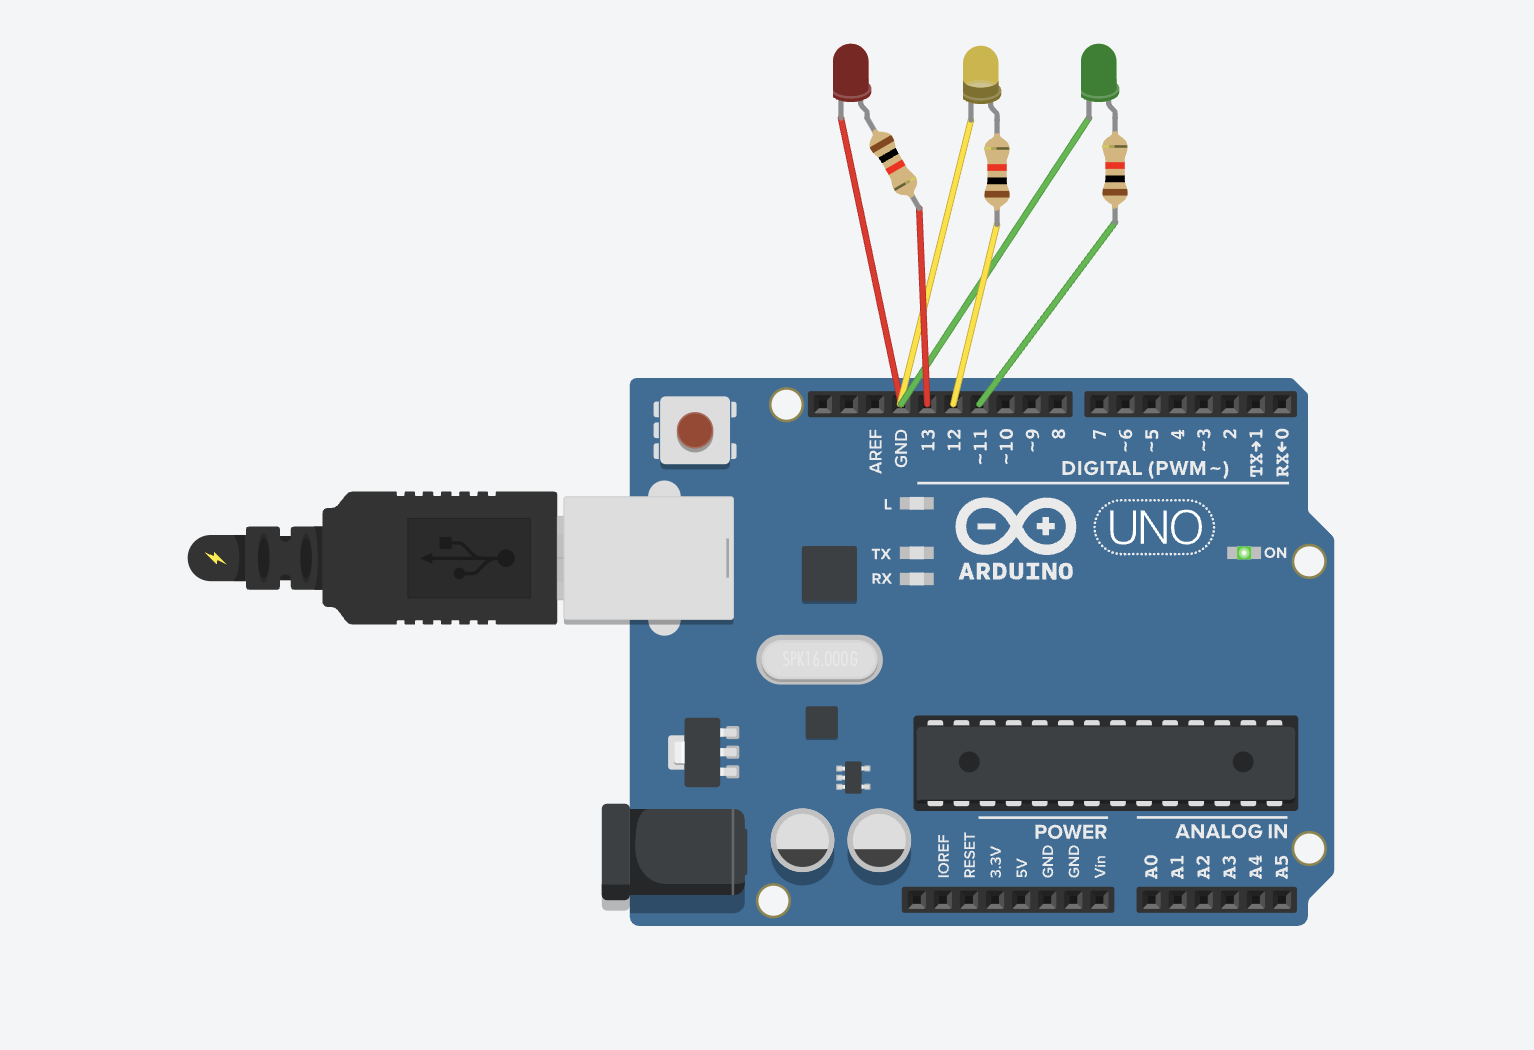 AREF GND 13 12 ~11 ~10 ~9 8 7 ~6 ~5 4 ~3 2 TX→1 RX←0
DIGITAL (PWM~)
L
TX
RX
UNO
ARDUINO
ON
SPK16.000G
POWER
ANALOG IN
IOREF RESET 3.3V 5V GND GND Vin A0 A1 A2 A3 A4 A5